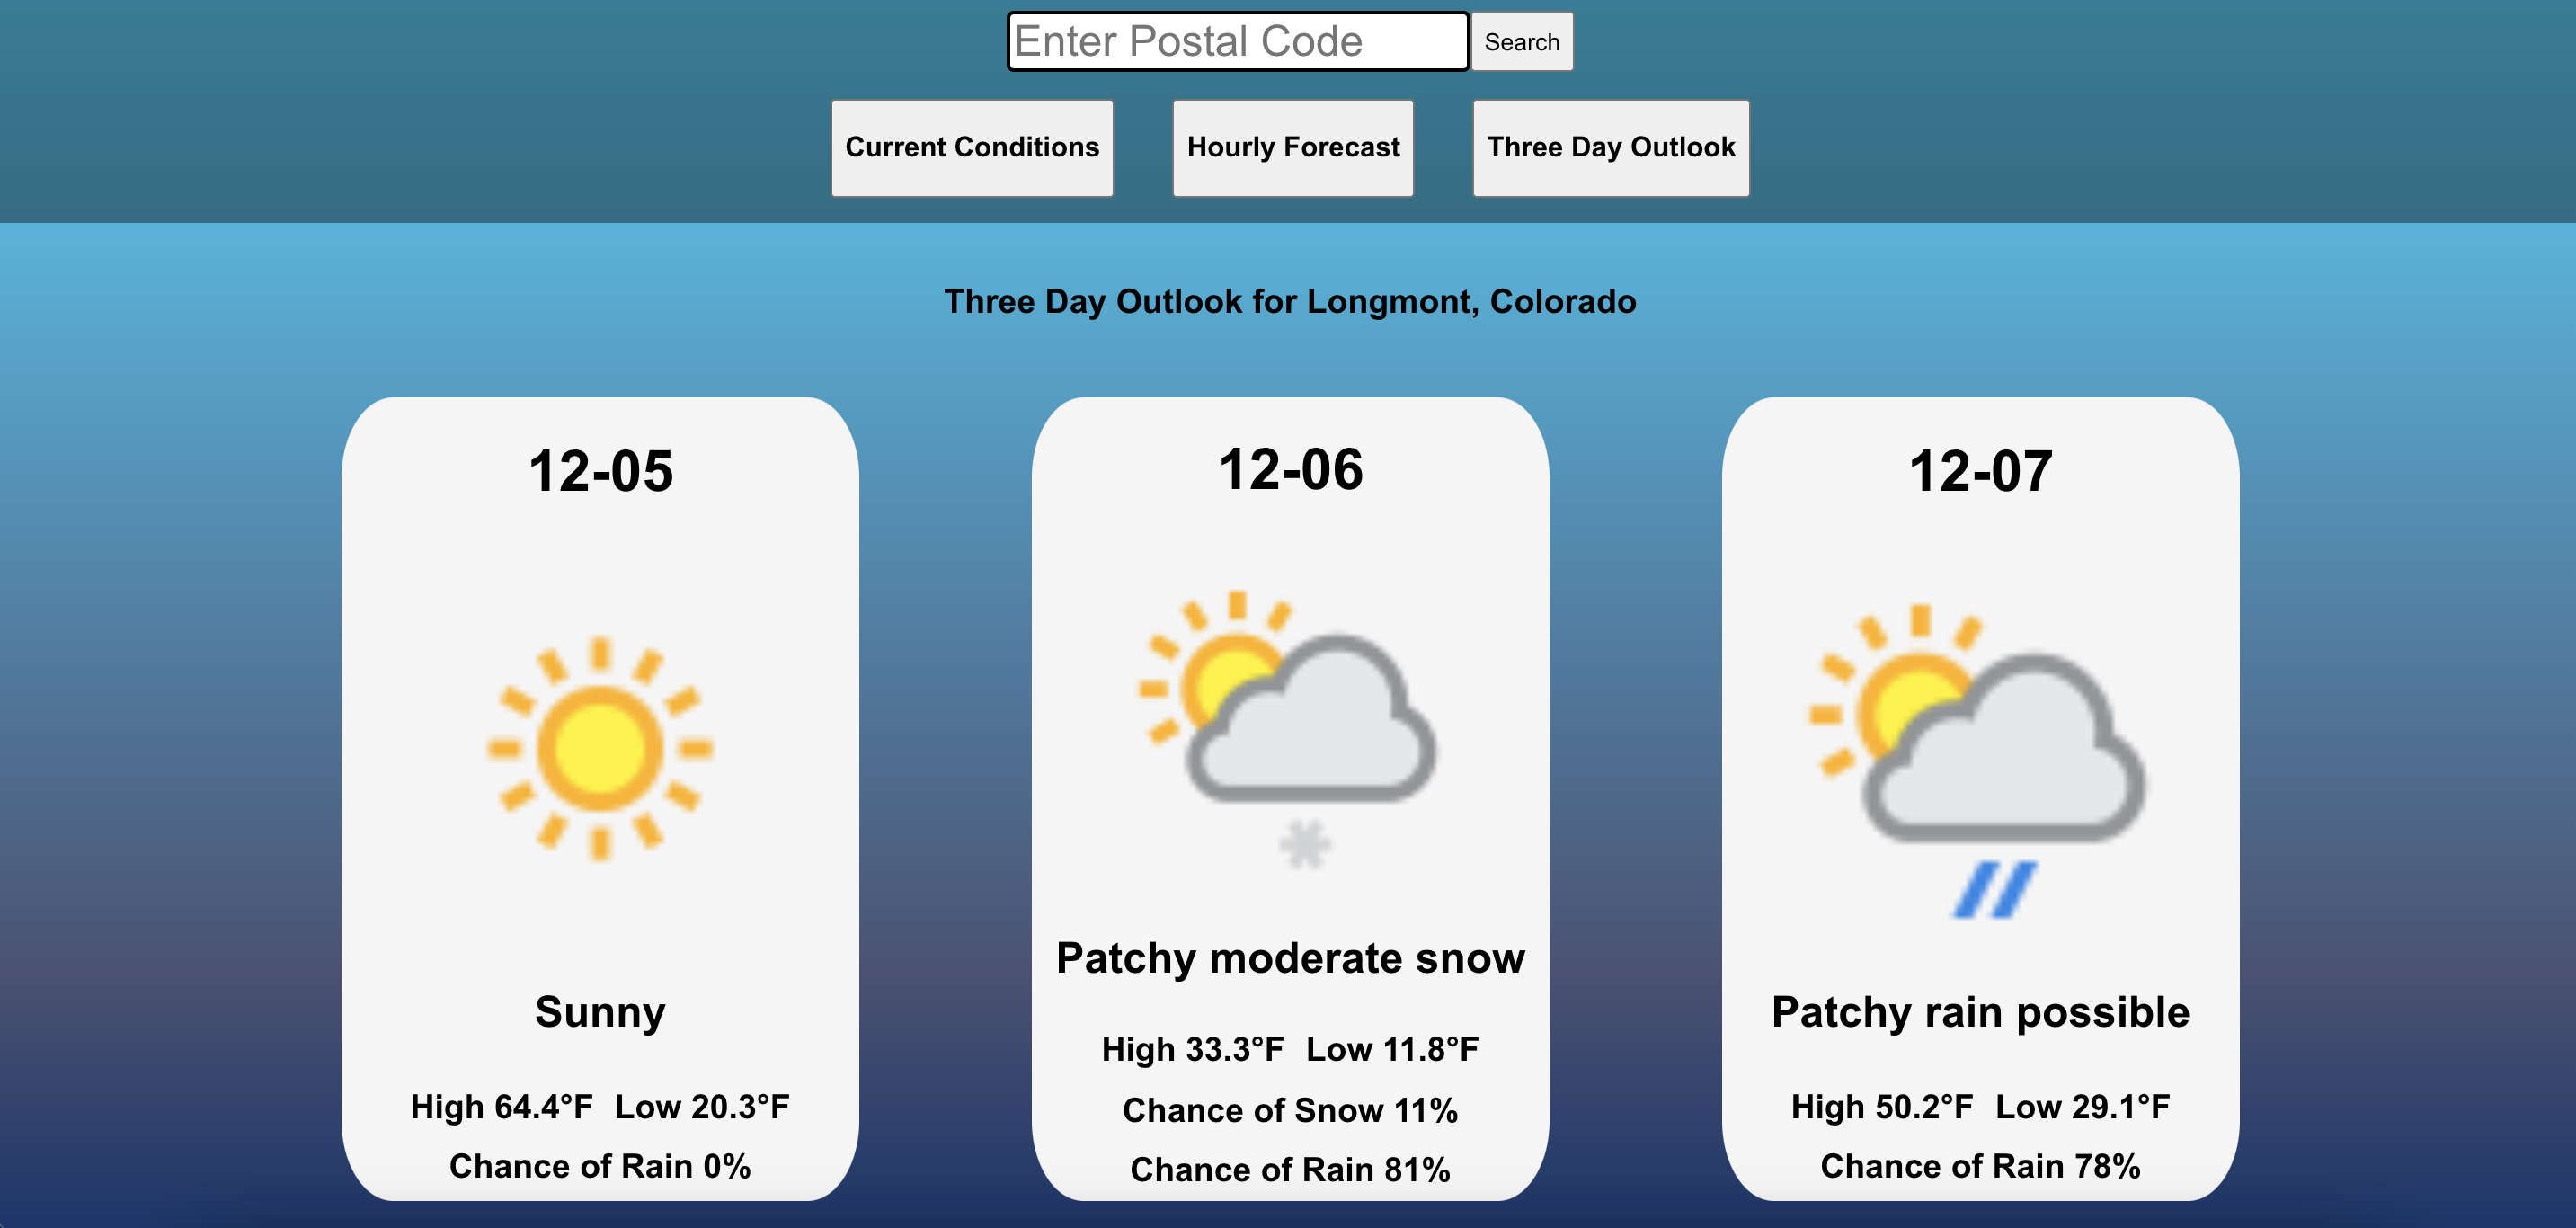 Enter Postal Code Search
Current Conditions Hourly Forecast Three Day Outlook
Three Day Outlook for Longmont, Colorado
12-05
Sunny
High 64.4°F Low 20.3°F
Chance of Rain 0%
12-06
Patchy moderate snow
High 33.3°F Low 11.8°F
Chance of Snow 11%
Chance of Rain 81%
12-07
Patchy rain possible
High 50.2°F Low 29.1°F
Chance of Rain 78%